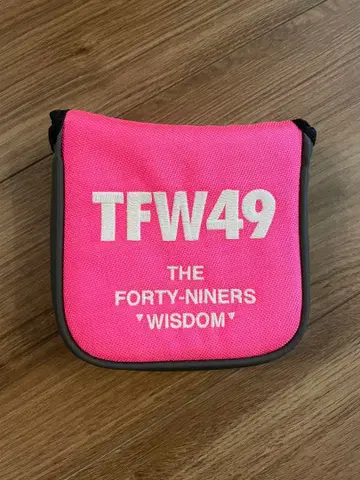 TFW49
THE
FORTY-NINERS
"WISDOM"